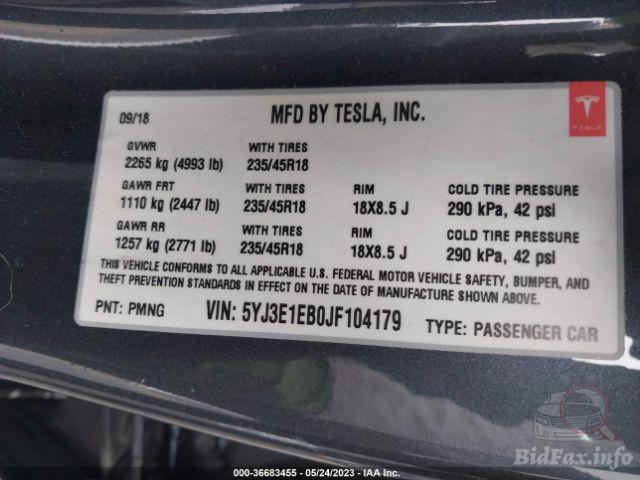 09/18 MFD BY TESLA, INC.
TESLA
GVWR WITH TIRES
2265 kg (4993 lb) 235/45R18
GAWR FRT WITH TIRES RIM COLD TIRE PRESSURE
1110 kg (2447 lb) 235/45R18 18X8.5 J 290 kPa, 42 psi
GAWR RR WITH TIRES RIM COLD TIRE PRESSURE
1257 kg (2771 lb) 235/45R18 18X8.5 J 290 kPa, 42 psi
THIS VEHICLE CONFORMS TO ALL APPLICABLE U.S. FEDERAL MOTOR VEHICLE SAFETY, BUMPER, AND
THEFT PREVENTION STANDARDS IN EFFECT ON THE DATE OF MANUFACTURE SHOWN ABOVE.
PNT: PMNG VIN: 5YJ3E1EB0JF104179 TYPE: PASSENGER CAR
BidFax.info
000-36683455 - 05/24/2023 - IAA Inc.